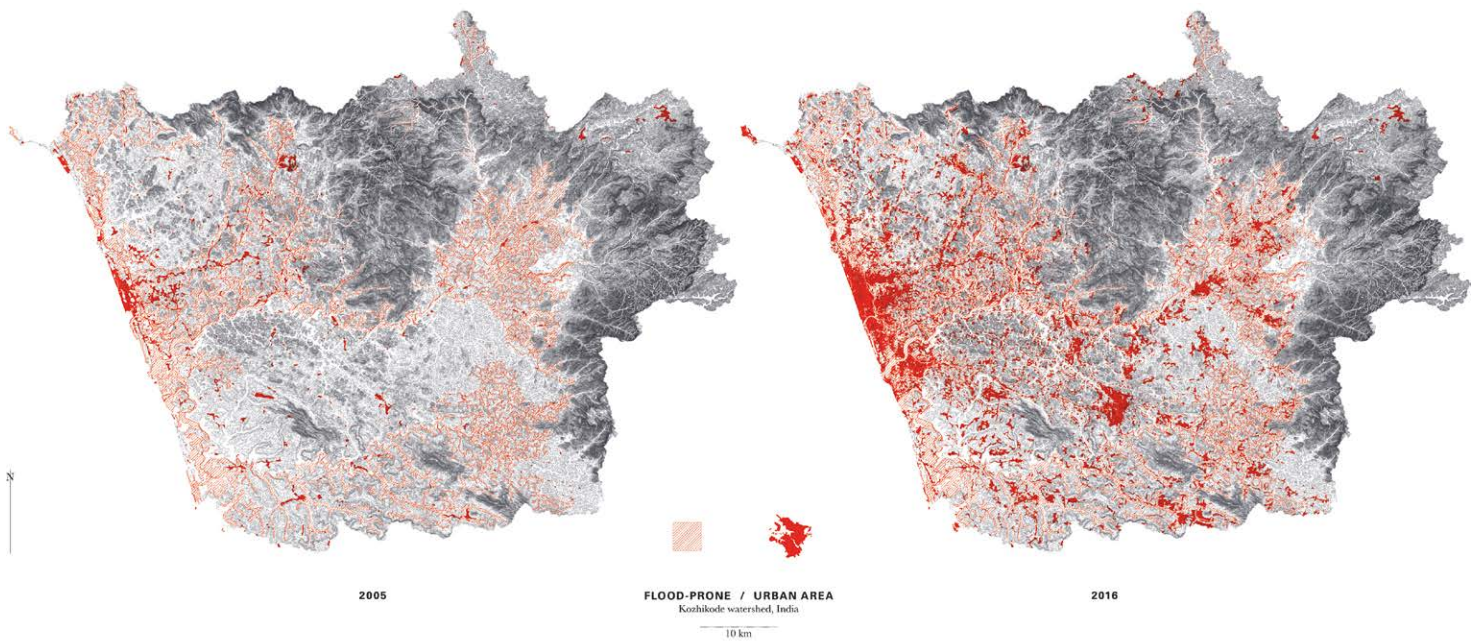 N
2005
FLOOD-PRONE / URBAN AREA
Kozhikode watershed, India
10 km
2016